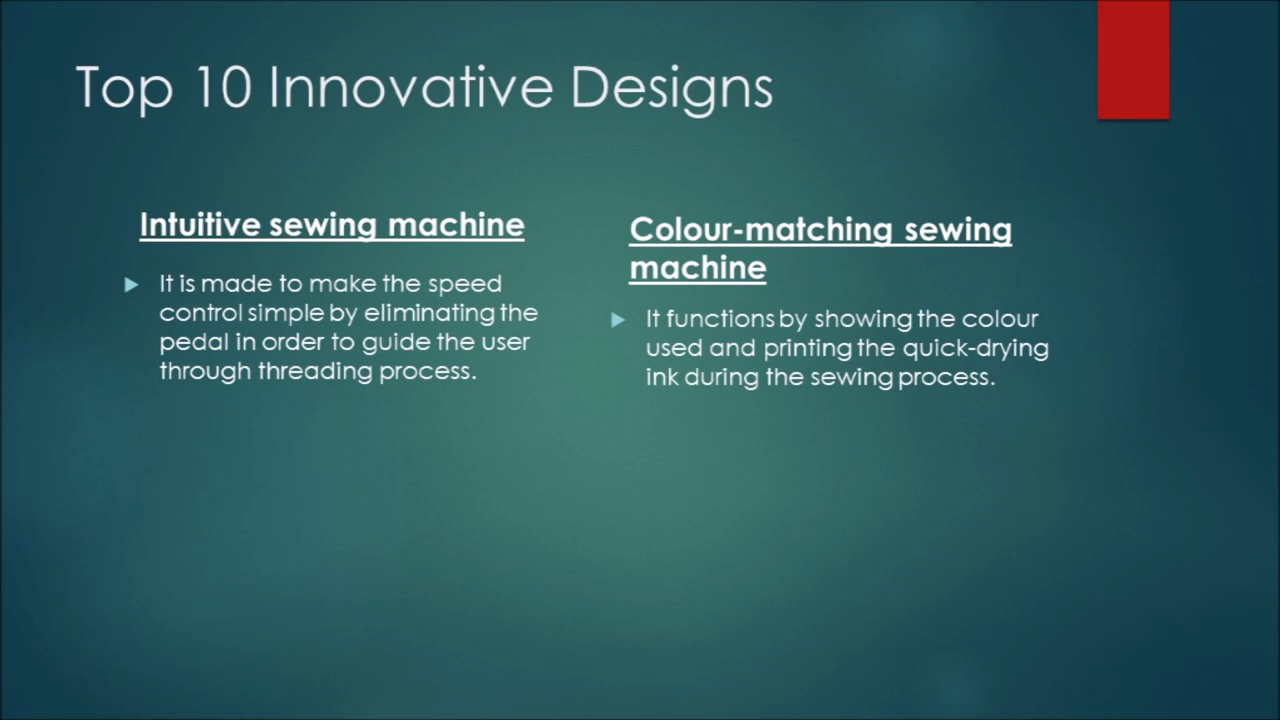 Top 10 Innovative Designs
Intuitive sewing machine
It is made to make the speed
control simple by eliminating the
pedal in order to guide the user
through threading process.
Colour-matching sewing
machine
It functions by showing the colour
used and printing the quick-drying
ink during the sewing process.